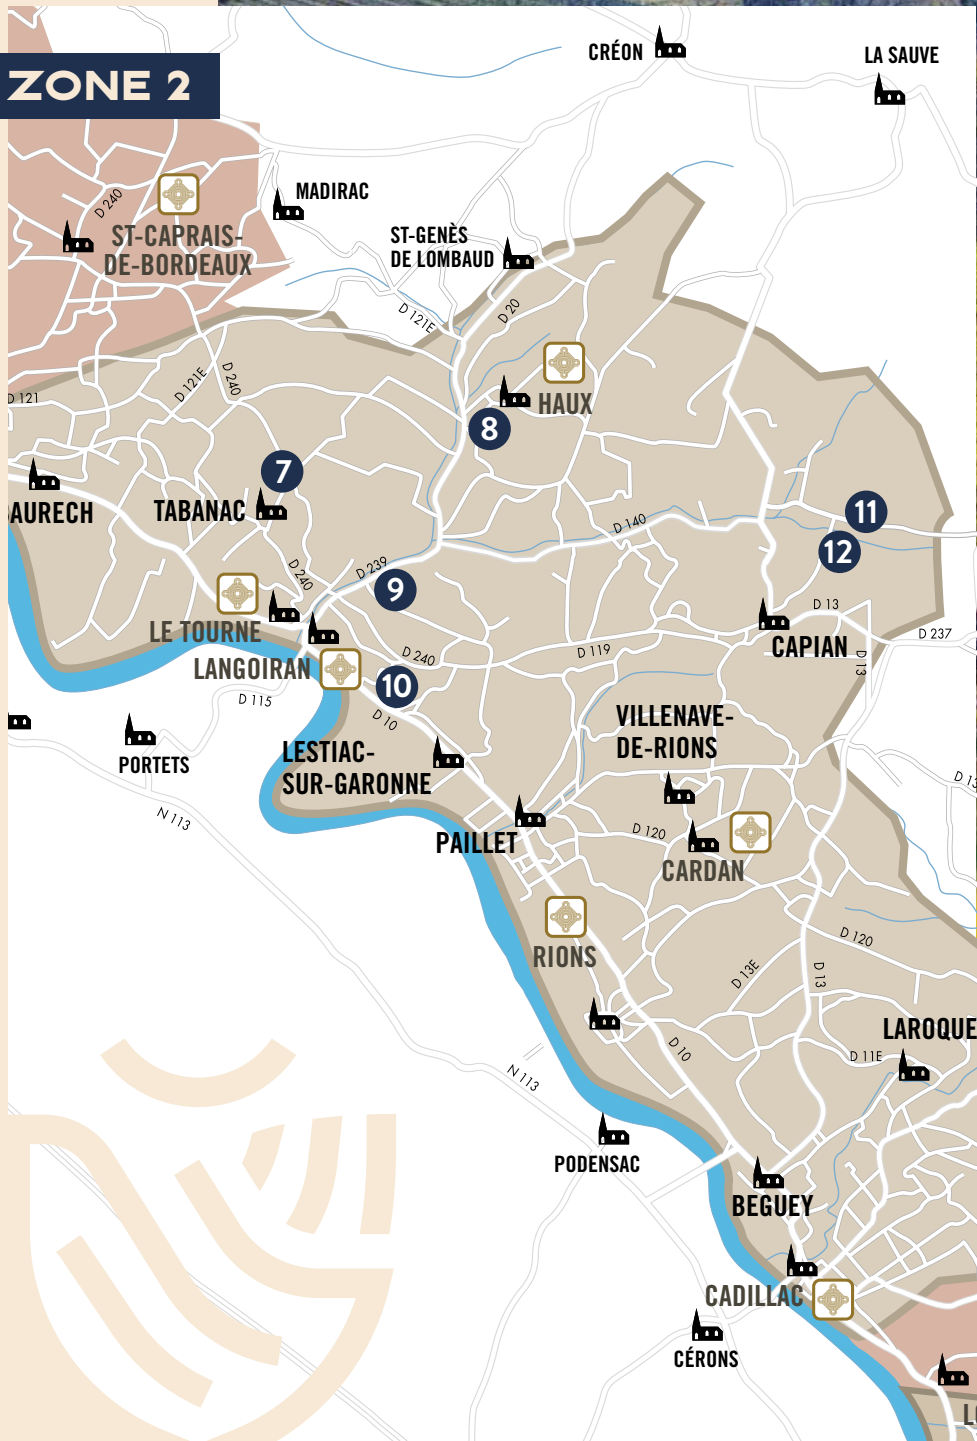 ZONE 2
CRÉON
LA SAUVE
MADIRAC
D 240
ST-CAPRAIS-
DE-BORDEAUX
ST-GENÈS
DE LOMBAUD
D 121E
D 20
D 121E
D 240
D 121
HAUX
8
7
AURECH
TABANAC
11
D 140
12
D 239
D 240
9
D 13
LE TOURNE
CAPIAN
D 237
D 119
D 240
LANGOIRAN
D 13
10
D 115
D 10
VILLENAVE-
DE-RIONS
PORTETS
LESTIAC-
SUR-GARONNE
N 113
D 120
PAILLET
CARDAN
RIONS
D 120
D 13E
D 13
LAROQUE
D 10
D 11E
N 113
PODENSAC
BEGUEY
CADILLAC
CÉRONS